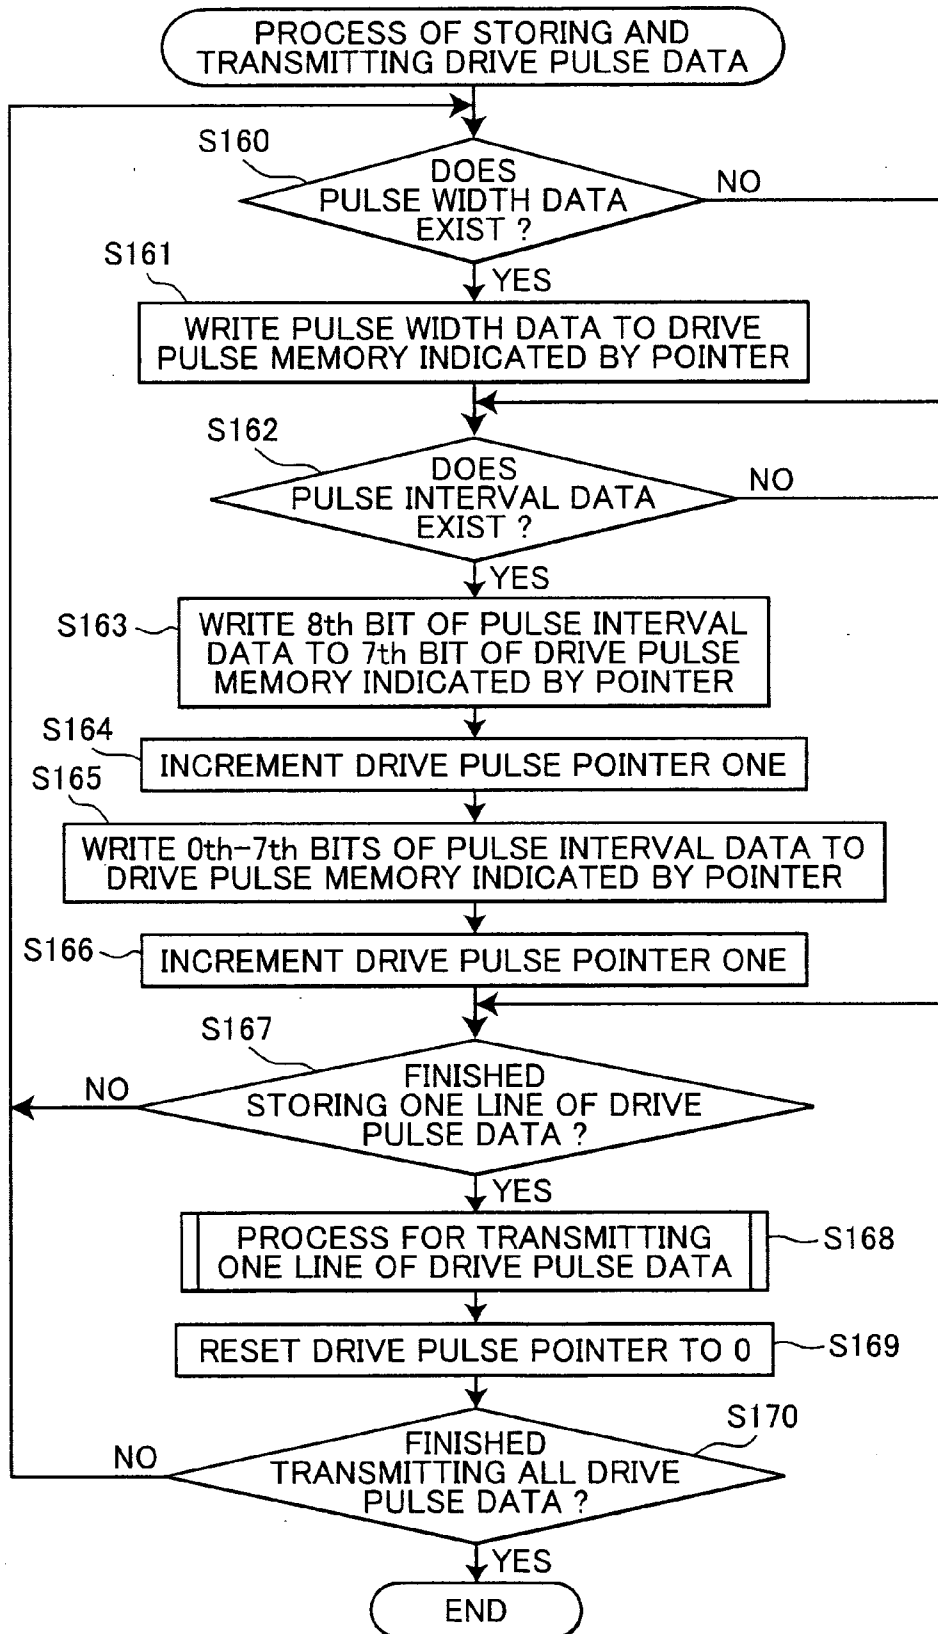 PROCESS OF STORING AND
TRANSMITTING DRIVE PULSE DATA
S160
DOES
PULSE WIDTH DATA
EXIST ?
NO
YES
S161
WRITE PULSE WIDTH DATA TO DRIVE
PULSE MEMORY INDICATED BY POINTER
S162
DOES
PULSE INTERVAL DATA
EXIST ?
NO
YES
S163
WRITE 8th BIT OF PULSE INTERVAL
DATA TO 7th BIT OF DRIVE PULSE
MEMORY INDICATED BY POINTER
S164
INCREMENT DRIVE PULSE POINTER ONE
S165
WRITE 0th-7th BITS OF PULSE INTERVAL DATA TO
DRIVE PULSE MEMORY INDICATED BY POINTER
S166
INCREMENT DRIVE PULSE POINTER ONE
S167
FINISHED
STORING ONE LINE OF DRIVE
PULSE DATA ?
NO
YES
PROCESS FOR TRANSMITTING
ONE LINE OF DRIVE PULSE DATA
S168
RESET DRIVE PULSE POINTER TO 0
S169
S170
FINISHED
TRANSMITTING ALL DRIVE
PULSE DATA ?
NO
YES
END